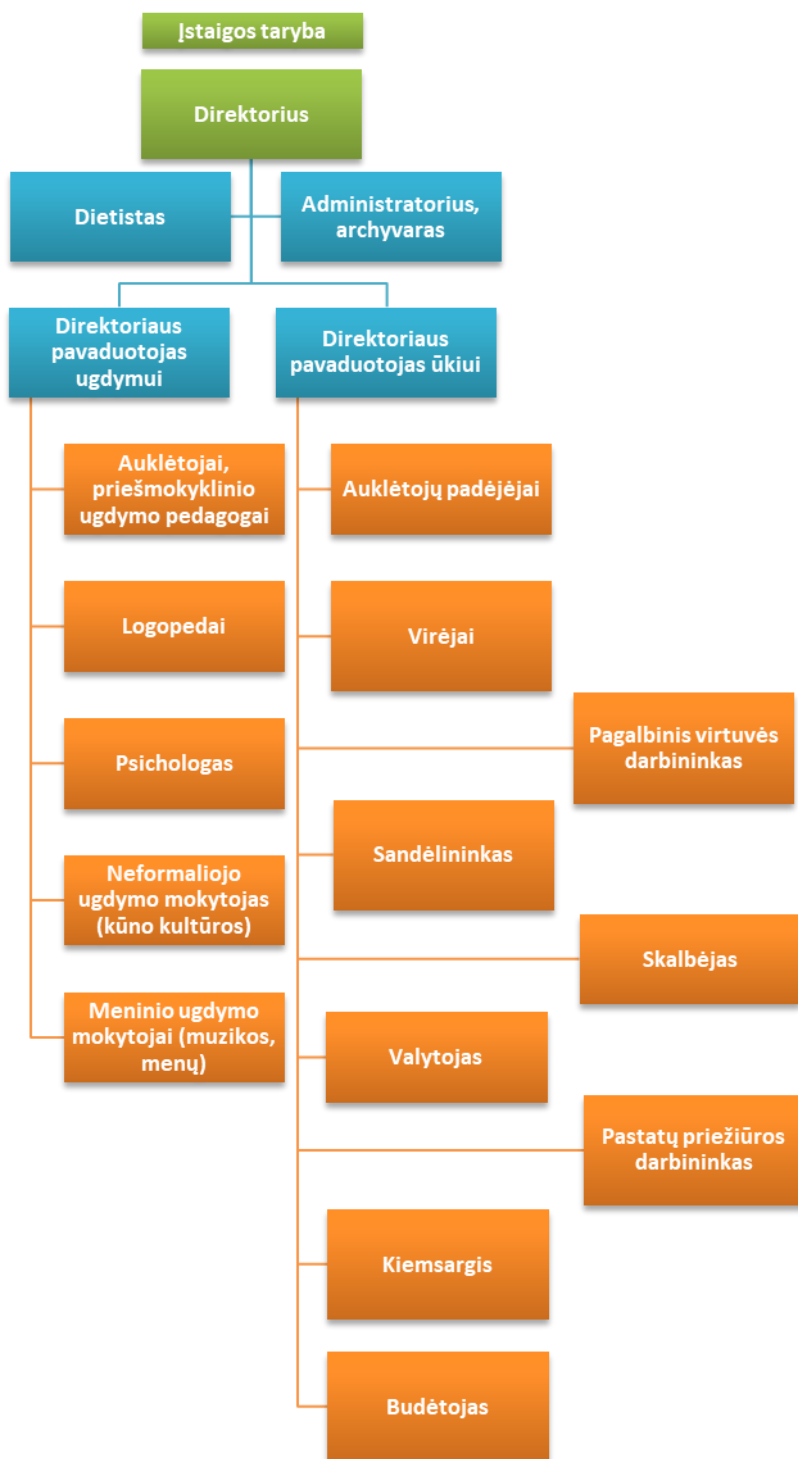 Įstaigos taryba
Direktorius
Dietistas
Administratorius,
archyvaras
Direktoriaus
pavaduotojas
ugdymui
Direktoriaus
pavaduotojas ūkiui
Auklėtojai,
priešmokyklinio
ugdymo pedagogai
Auklėtojų padėjėjai
Logopedai
Virėjai
Pagalbinis virtuvės
darbininkas
Psichologas
Sandėlininkas
Neformaliojo
ugdymo mokytojas
(kūno kultūros)
Skalbėjas
Meninio ugdymo
mokytojai (muzikos,
menų)
Valytojas
Pastatų priežiūros
darbininkas
Kiemsargis
Budėtojas